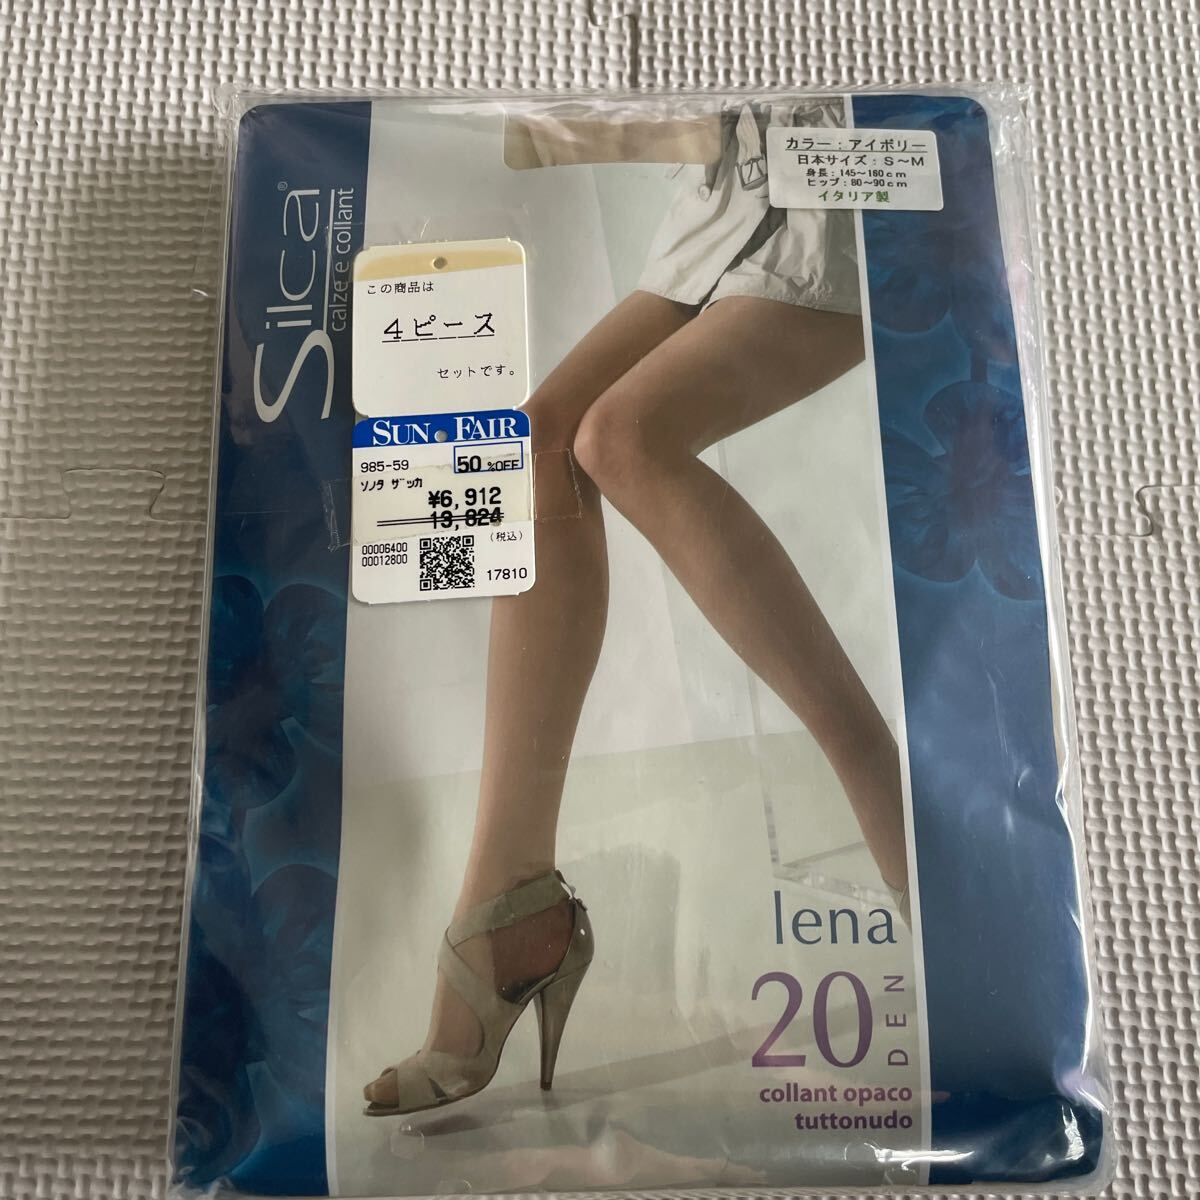 Silca®
calze e collant
カラー：アイボリー
日本サイズ：S～M
身長：145～160cm
ヒップ：80～90cm
イタリア製
この商品は
4ピース
セットです。
SUN FAIR
985-59
50 %OFF
ソノタ ザッカ
¥6,912
13,824
(税込)
00006400
00012800
17810
lena
20 DEN
collant opaco
tuttonudo